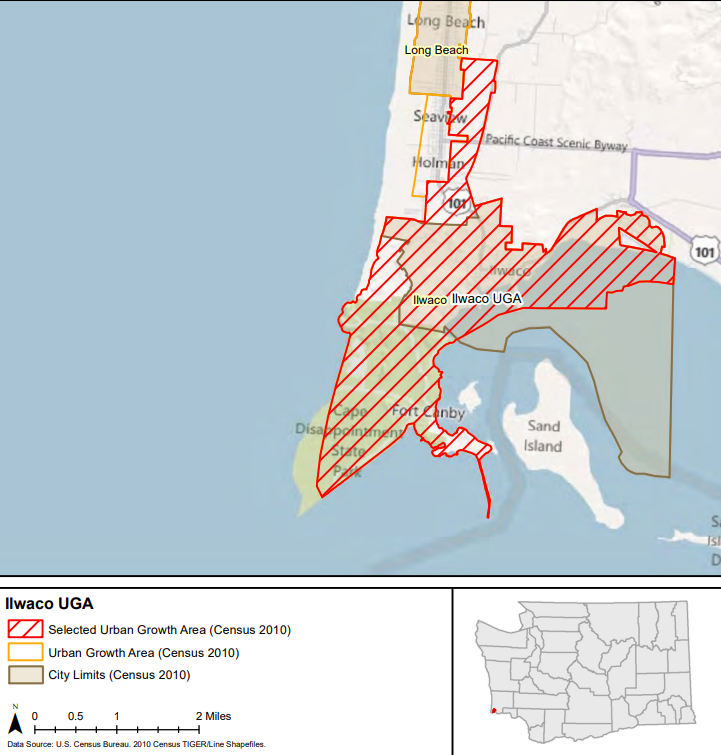 Long Beach
Long Beach
Seaview
Pacific Coast Scenic Byway
Holman
101
101
Ilwaco
Ilwaco Ilwaco UGA
Cape
Disappointment
State
Park
Fort Canby
Sand
Island
Ilwaco UGA
Selected Urban Growth Area (Census 2010)
Urban Growth Area (Census 2010)
City Limits (Census 2010)
N
0 0.5 1 2 Miles
Data Source: U.S. Census Bureau. 2010 Census TIGER/Line Shapefiles.